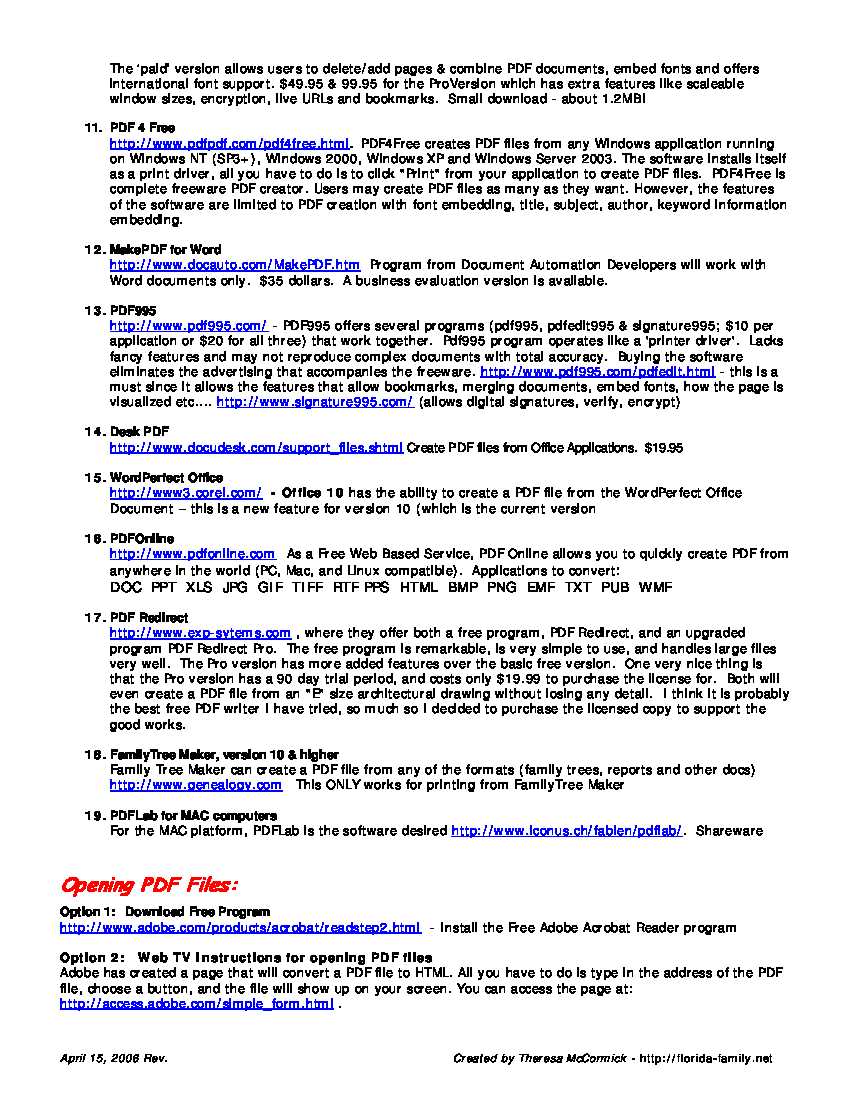 The 'paid' version allows users to delete/add pages & combine PDF documents, embed fonts and offers
international font support. $49.95 & 99.95 for the ProVersion which has extra features like scaleable
window sizes, encryption, live URLs and bookmarks.  Small download - about 1.2MB!
11. PDF 4 Free
http://www.pdfpdf.com/pdf4free.html.  PDF4Free creates PDF files from any Windows application running
on Windows NT (SP3+), Windows 2000, Windows XP and Windows Server 2003. The software installs itself
as a print driver, all you have to do is to click "Print" from your application to create PDF files.  PDF4Free is
complete freeware PDF creator. Users may create PDF files as many as they want. However, the features
of the software are limited to PDF creation with font embedding, title, subject, author, keyword information
embedding.
12. MakePDF for Word
http://www.docauto.com/MakePDF.htm  Program from Document Automation Developers will work with
Word documents only.  $35 dollars.  A business evaluation version is available.
13. PDF995
http://www.pdf995.com/ - PDF995 offers several programs (pdf995, pdfedit995 & signature995; $10 per
application or $20 for all three) that work together.  Pdf995 program operates like a 'printer driver'.  Lacks
fancy features and may not reproduce complex documents with total accuracy.  Buying the software
eliminates the advertising that accompanies the freeware. http://www.pdf995.com/pdfedit.html - this is a
must since it allows the features that allow bookmarks, merging documents, embed fonts, how the page is
visualized etc.... http://www.signature995.com/ (allows digital signatures, verify, encrypt)
14. Desk PDF
http://www.docudesk.com/support_files.shtml Create PDF files from Office Applications.  $19.95
15. WordPerfect Office
http://www3.corel.com/  - Office 10 has the ability to create a PDF file from the WordPerfect Office
Document – this is a new feature for version 10 (which is the current version
16. PDFOnline
http://www.pdfonline.com  As a Free Web Based Service, PDF Online allows you to quickly create PDF from
anywhere in the world (PC, Mac, and Linux compatible).  Applications to convert:
DOC  PPT  XLS  JPG  GIF  TIFF  RTF PPS  HTML  BMP  PNG  EMF  TXT  PUB  WMF
17. PDF Redirect
http://www.exp-sytems.com , where they offer both a free program, PDF Redirect, and an upgraded
program PDF Redirect Pro.  The free program is remarkable, is very simple to use, and handles large files
very well.  The Pro version has more added features over the basic free version.  One very nice thing is
that the Pro version has a 90 day trial period, and costs only $19.99 to purchase the license for.  Both will
even create a PDF file from an "E" size architectural drawing without losing any detail.  I think it is probably
the best free PDF writer I have tried, so much so I decided to purchase the licensed copy to support the
good works.
18. FamilyTree Maker, version 10 & higher
Family Tree Maker can create a PDF file from any of the formats (family trees, reports and other docs)
http://www.genealogy.com   This ONLY works for printing from FamilyTree Maker
19. PDFLab for MAC computers
For the MAC platform, PDFLab is the software desired http://www.iconus.ch/fabien/pdflab/.  Shareware
Opening PDF Files:
Option 1:  Download Free Program
http://www.adobe.com/products/acrobat/readstep2.html  - Install the Free Adobe Acrobat Reader program
Option 2:   Web TV Instructions for opening PDF files
Adobe has created a page that will convert a PDF file to HTML. All you have to do is type in the address of the PDF
file, choose a button, and the file will show up on your screen. You can access the page at:
http://access.adobe.com/simple_form.html .
April 15, 2006 Rev.
Created by Theresa McCormick - http://florida-family.net